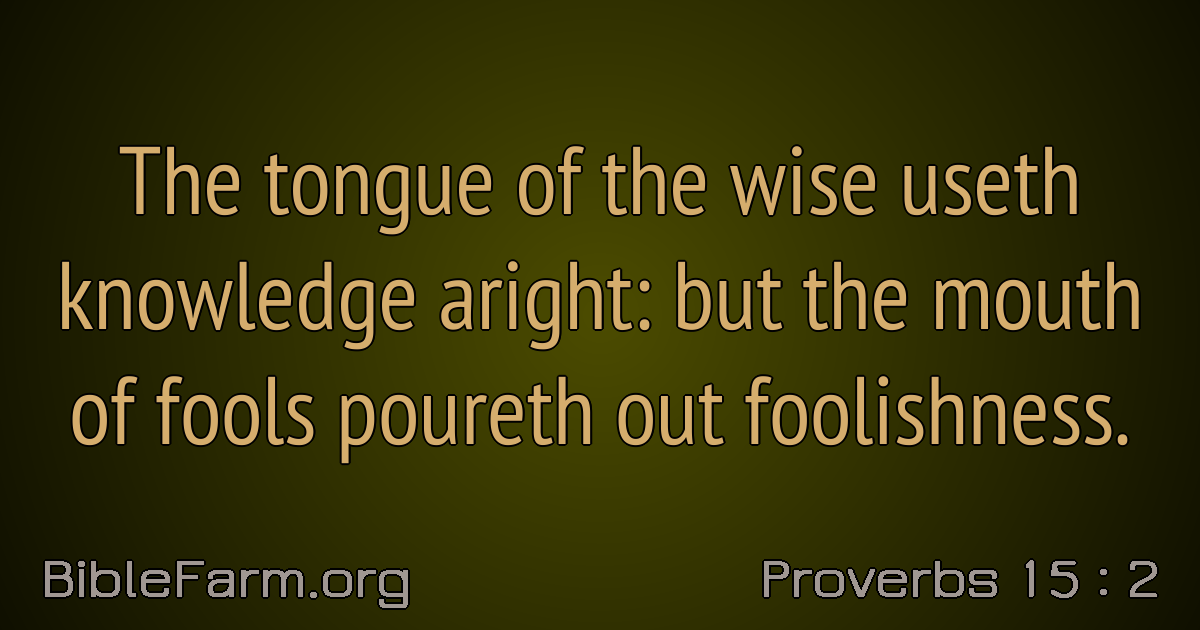 The tongue of the wise useth
knowledge aright: but the mouth
of fools poureth out foolishness.
BibleFarm.org
Proverbs 15 : 2